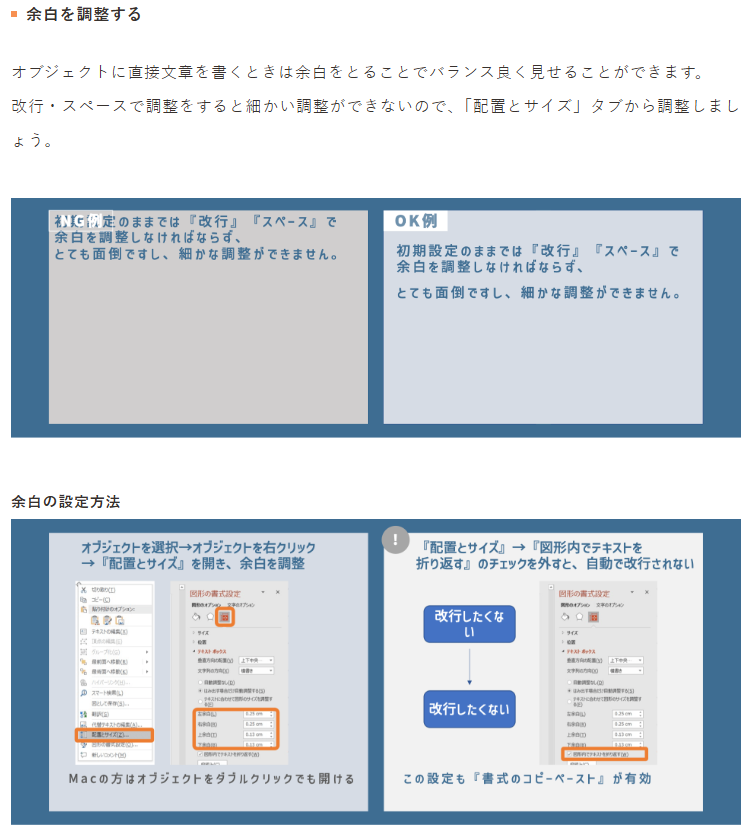 余白を調整する
オブジェクトに直接文章を書くときは余白をとることでバランス良く見せることができます。
改行・スペースで調整をすると細かい調整ができないので、「配置とサイズ」タブから調整しまし
ょう。
NG例
初期設定のままでは『改行』『スペース』で
余白を調整しなければならず、
とても面倒ですし、細かな調整ができません。
OK例
初期設定のままでは『改行』『スペース』で
余白を調整しなければならず、
とても面倒ですし、細かな調整ができません。
余白の設定方法
オブジェクトを選択→オブジェクトを右クリック
→『配置とサイズ』を開き、余白を調整
切り取り(T)
コピー(C)
貼り付けのオプション:
テキストの編集(X)
頂点の編集(E)
グループ化(G)
最前面へ移動(R)
最背面へ移動(K)
スマート検索(L)
翻訳(S)
代替テキストの編集(A)...
配置とサイズ(Z)...
図形の書式設定(O)...
新しいコメント(M)
図形の書式設定
図形のオプション 文字のオプション
サイズ
位置
テキスト ボックス
垂直方向の配置(V) 上下中央...
文字列の方向(X) 横書き
自動調整なし(D)
はみ出す場合だけ自動調整する(S)
テキストに合わせて図形のサイズを調整す
る(F)
左余白(L) 0.25 cm
右余白(R) 0.25 cm
上余白(T) 0.13 cm
下余白(B) 0.13 cm
図形内でテキストを折り返す(W)
Macの方はオブジェクトをダブルクリックでも開ける
!
『配置とサイズ』→『図形内でテキストを
折り返す』のチェックを外すと、自動で改行されない
改行したくな
い
改行したくない
図形の書式設定
図形のオプション 文字のオプション
サイズ
位置
テキスト ボックス
垂直方向の配置(V) 上下中央...
文字列の方向(X) 横書き
自動調整なし(D)
はみ出す場合だけ自動調整する(S)
テキストに合わせて図形のサイズを調整す
る(F)
左余白(L) 0.25 cm
右余白(R) 0.25 cm
上余白(T) 0.13 cm
下余白(B) 0.13 cm
図形内でテキストを折り返す(W)
この設定も『書式のコピーペースト』が有効